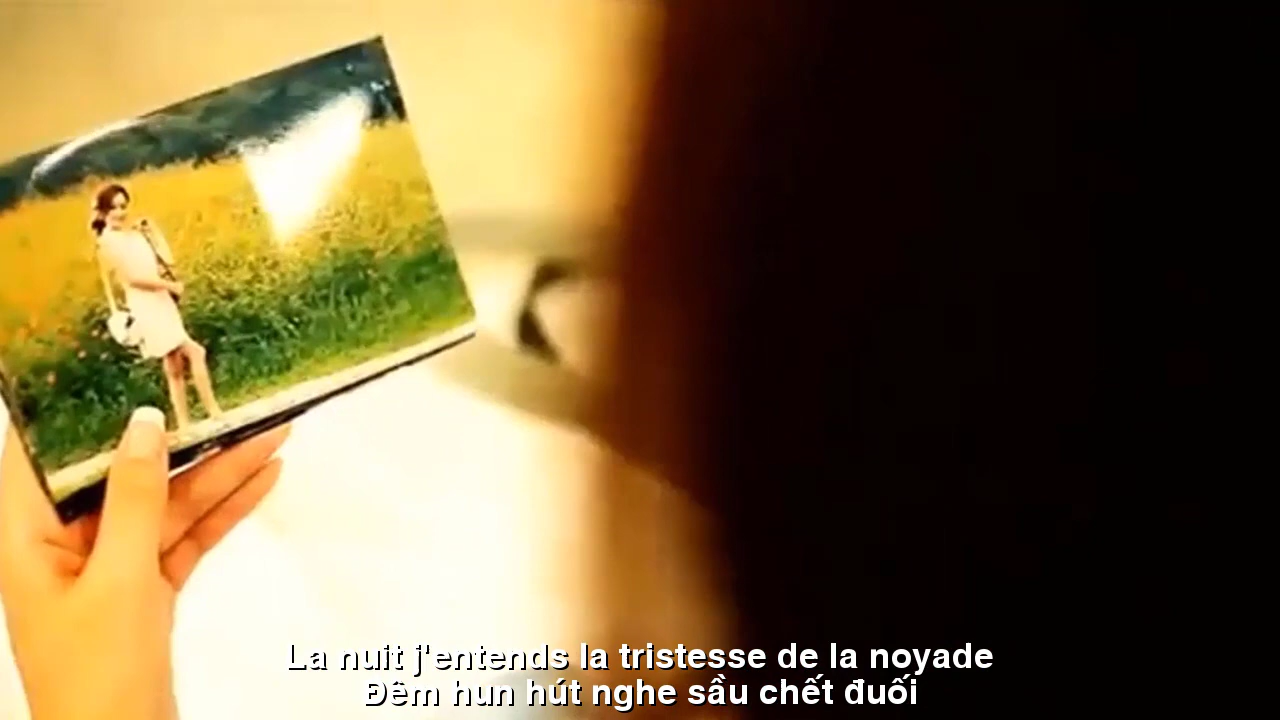 La nuit j'entends la tristesse de la noyade
Đêm hun hút nghe sầu chết đuối